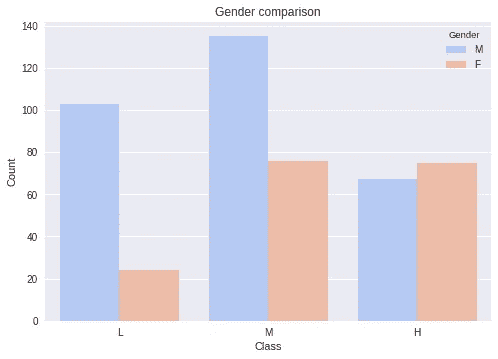 Gender comparison
140
120
100
80
60
40
20
0
Count
Gender
M
F
L
M
H
Class